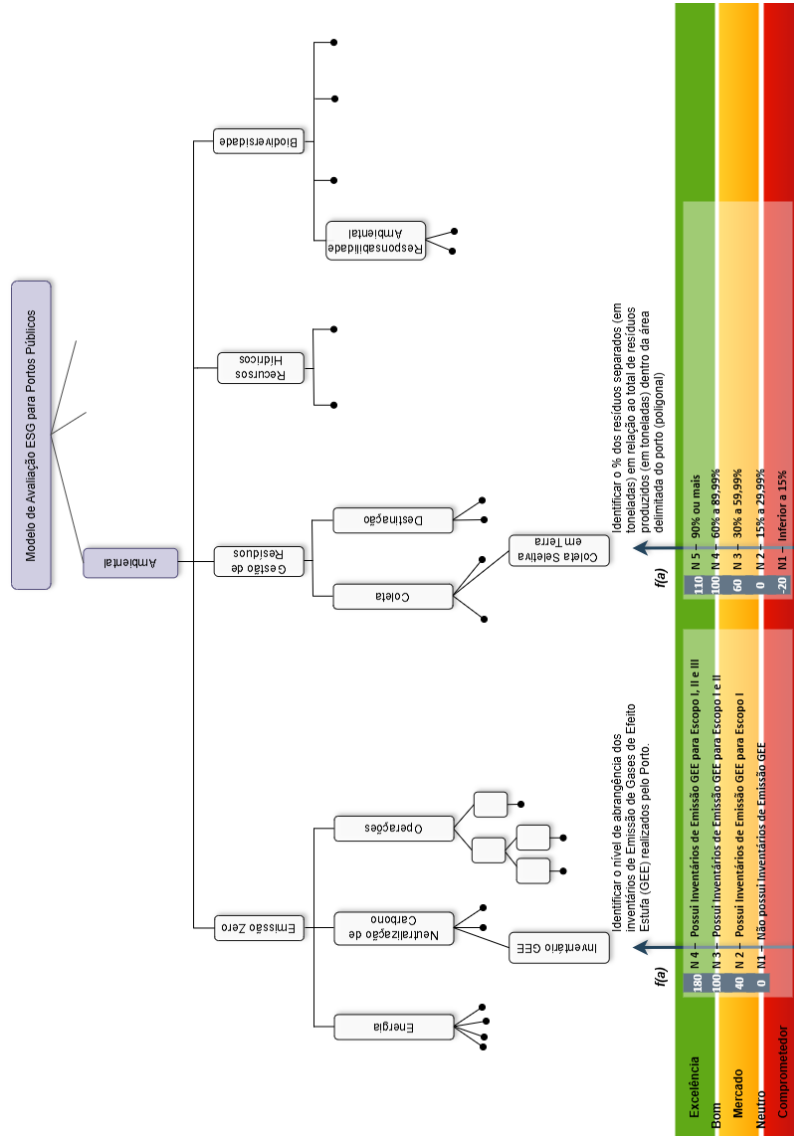 Modelo de Avaliação ESG para Portos Públicos
Ambiental
Emissão Zero
Gestão de
Resíduos
Recursos
Hídricos
Biodiversidade
Energia
Neutralização de
Carbono
Operações
Coleta
Destinação
Responsabilidade
Ambiental
Inventário GEE
Coleta Seletiva
em Terra
Identificar o nível de abrangência dos
inventários de Emissão de Gases de Efeito
Estufa (GEE) realizados pelo Porto.
Identificar o % dos resíduos separados (em
toneladas) em relação ao total de resíduos
produzidos (em toneladas) dentro da área
delimitada do porto (poligonal)
f(a)
180 N 4 – Possui Inventários de Emissão GEE para Escopo I, II e III
100 N 3 – Possui Inventários de Emissão GEE para Escopo I e II
40 N 2 – Possui Inventários de Emissão GEE para Escopo I
0 N1 – Não possui Inventários de Emissão GEE
f(a)
110 N 5 – 90% ou mais
100 N 4 – 60% a 89,99%
60 N 3 – 30% a 59,99%
0 N 2 – 15% a 29,99%
-20 N1 – Inferior a 15%
Excelência
Bom
Mercado
Neutro
Comprometedor